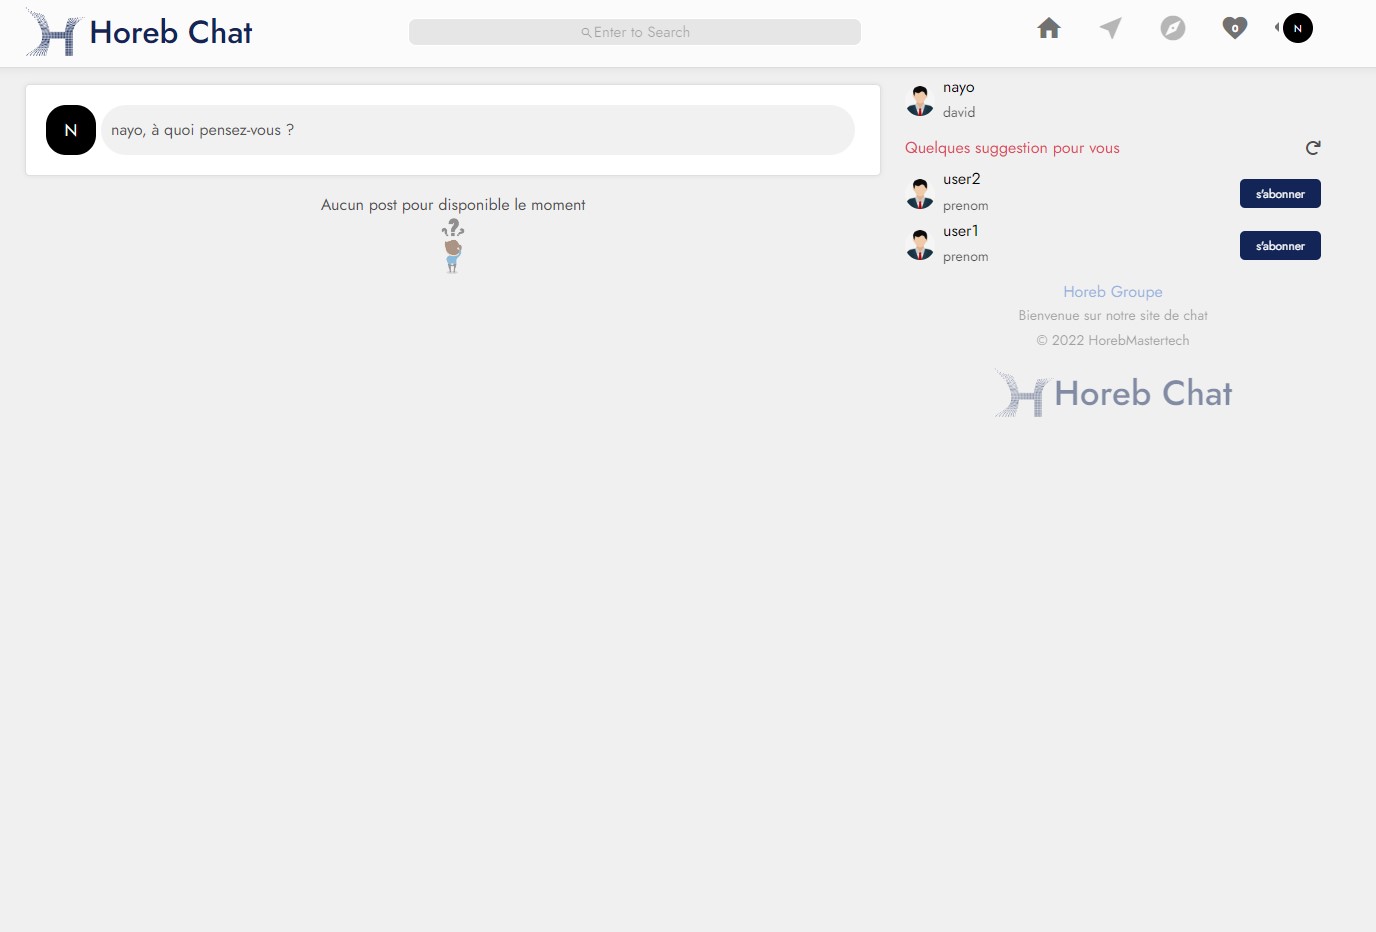 Horeb Chat
Enter to Search
0
N
N
nayo, à quoi pensez-vous ?
Aucun post pour disponible le moment
nayo
david
Quelques suggestion pour vous
user2
prenom
s'abonner
user1
prenom
s'abonner
Horeb Groupe
Bienvenue sur notre site de chat
© 2022 HorebMastertech
Horeb Chat